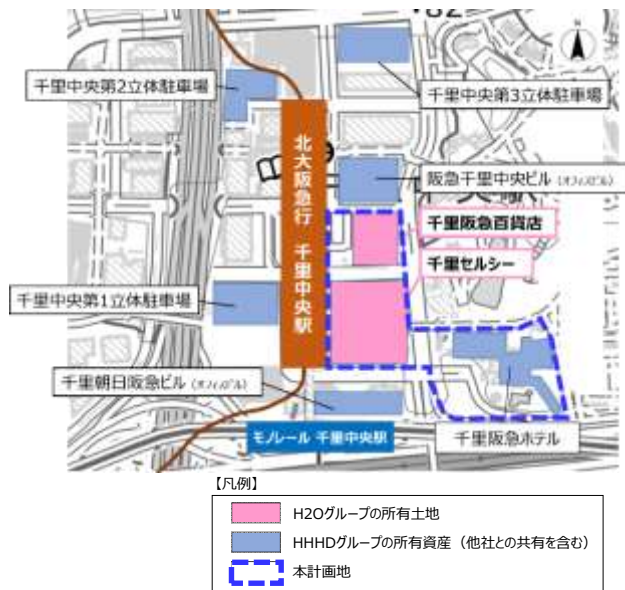 N
千里中央第2立体駐車場
千里中央第3立体駐車場
北大阪急行 千里中央駅
阪急千里中央ビル (オフィスビル)
千里阪急百貨店
千里セルシー
千里中央第1立体駐車場
千里朝日阪急ビル (オフィスビル)
モノレール 千里中央駅
千里阪急ホテル
【凡例】
H2Oグループの所有土地
HHHDグループの所有資産（他社との共有を含む）
本計画地